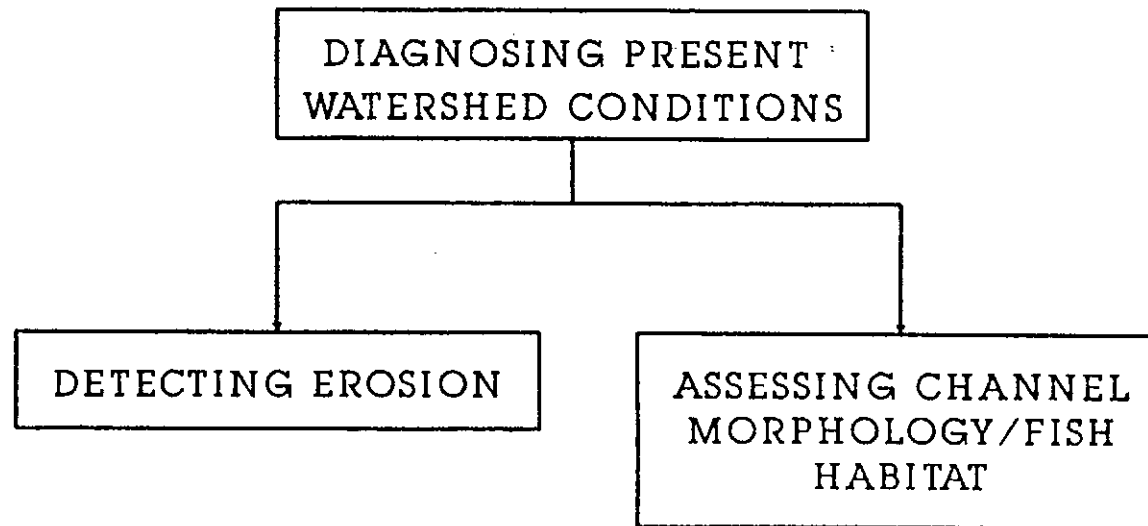 DIAGNOSING PRESENT
WATERSHED CONDITIONS
DETECTING EROSION
ASSESSING CHANNEL
MORPHOLOGY/FISH
HABITAT